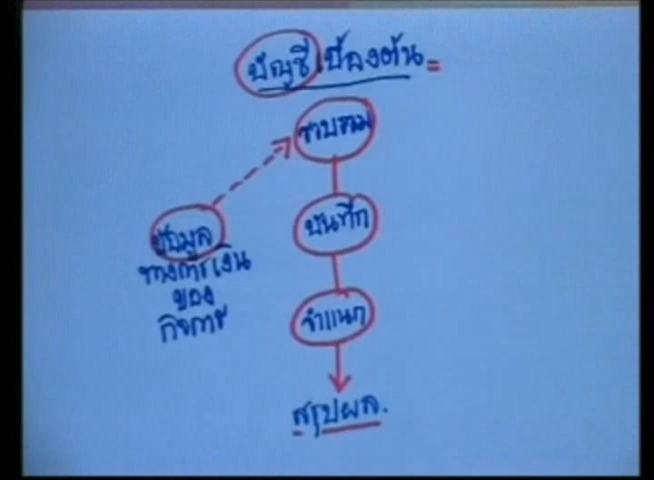 บัญชีเบื้องต้น
รวบรวม
บันทึก
ข้อมูล
ทางการเงิน
ของ
กิจการ
จำแนก
สรุปผล.